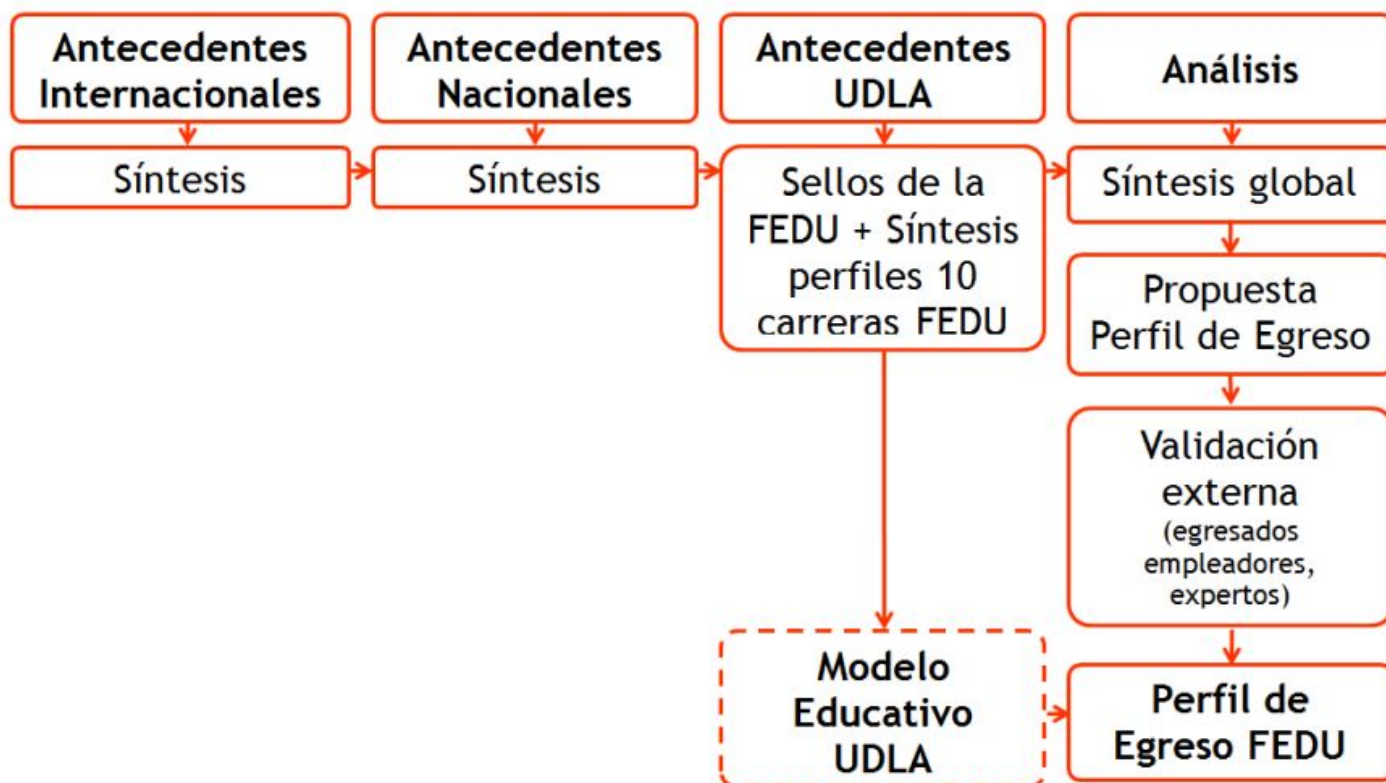 Antecedentes
Internacionales
Antecedentes
Nacionales
Antecedentes
UDLA
Análisis
Síntesis
Síntesis
Sellos de la
FEDU + Síntesis
perfiles 10
carreras FEDU
Síntesis global
Propuesta
Perfil de Egreso
Validación
externa
(egresados
empleadores,
expertos)
Modelo
Educativo
UDLA
Perfil de
Egreso FEDU